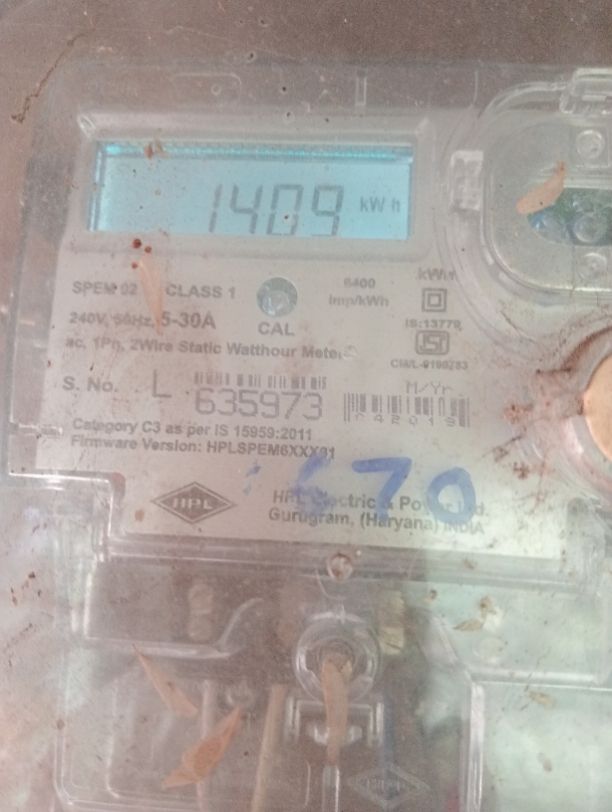 1409 kWh
SPEM 02 CLASS 1
6400
imp/kWh
kWh
240V, 50Hz, 5-30A
CAL
IS:13779
ac, 1Ph, 2Wire Static Watthour Meter
CM/L-9190253
S. No. L 635973
M/Yr
042019
Category C3 as per IS 15959:2011
Firmware Version: HPLSPEM6XXX01
670
HPL
HPL Electric & Power Ltd.
Gurugram, (Haryana) INDIA